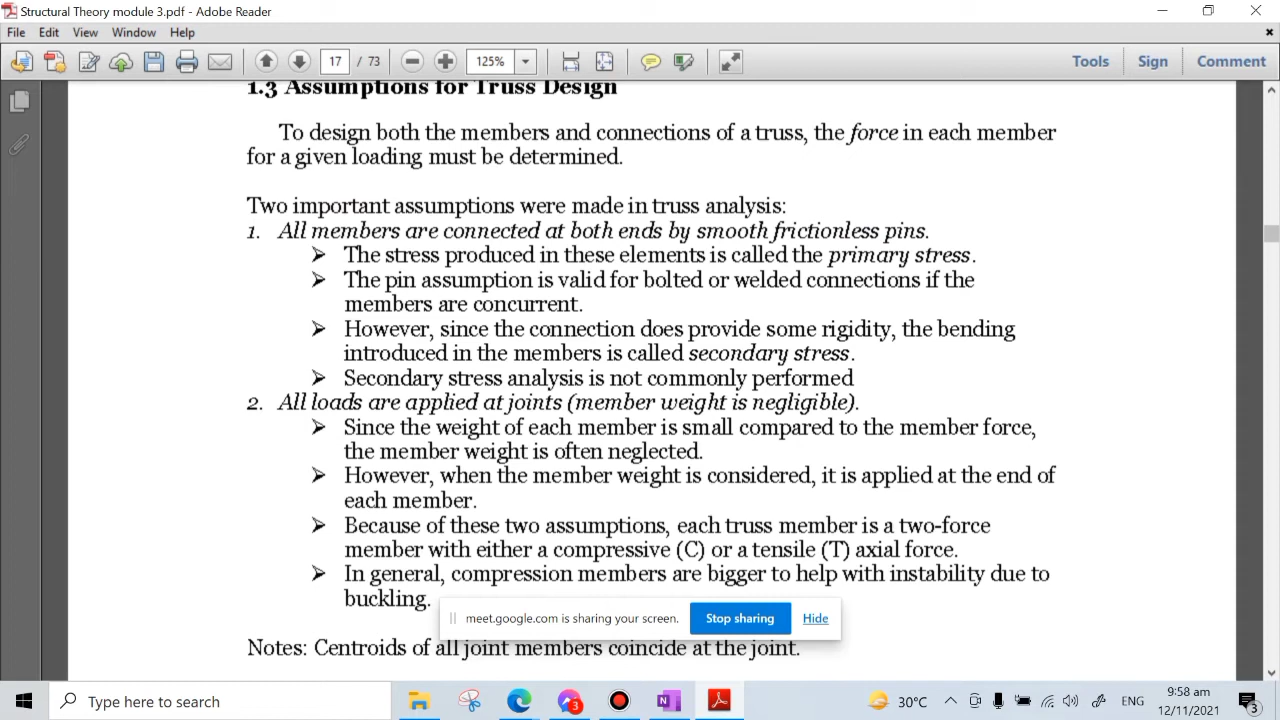 Structural Theory module 3.pdf - Adobe Reader
File Edit View Window Help
17 / 73 125% Tools Sign Comment
1.3 Assumptions for Truss Design
To design both the members and connections of a truss, the force in each member
for a given loading must be determined.
Two important assumptions were made in truss analysis:
1. All members are connected at both ends by smooth frictionless pins.
➢ The stress produced in these elements is called the primary stress.
➢ The pin assumption is valid for bolted or welded connections if the
members are concurrent.
➢ However, since the connection does provide some rigidity, the bending
introduced in the members is called secondary stress.
➢ Secondary stress analysis is not commonly performed
2. All loads are applied at joints (member weight is negligible).
➢ Since the weight of each member is small compared to the member force,
the member weight is often neglected.
➢ However, when the member weight is considered, it is applied at the end of
each member.
➢ Because of these two assumptions, each truss member is a two-force
member with either a compressive (C) or a tensile (T) axial force.
➢ In general, compression members are bigger to help with instability due to
buckling.
meet.google.com is sharing your screen. Stop sharing Hide
Notes: Centroids of all joint members coincide at the joint.
Type here to search 3 N 30°C ENG 9:58 am
12/11/2021 3